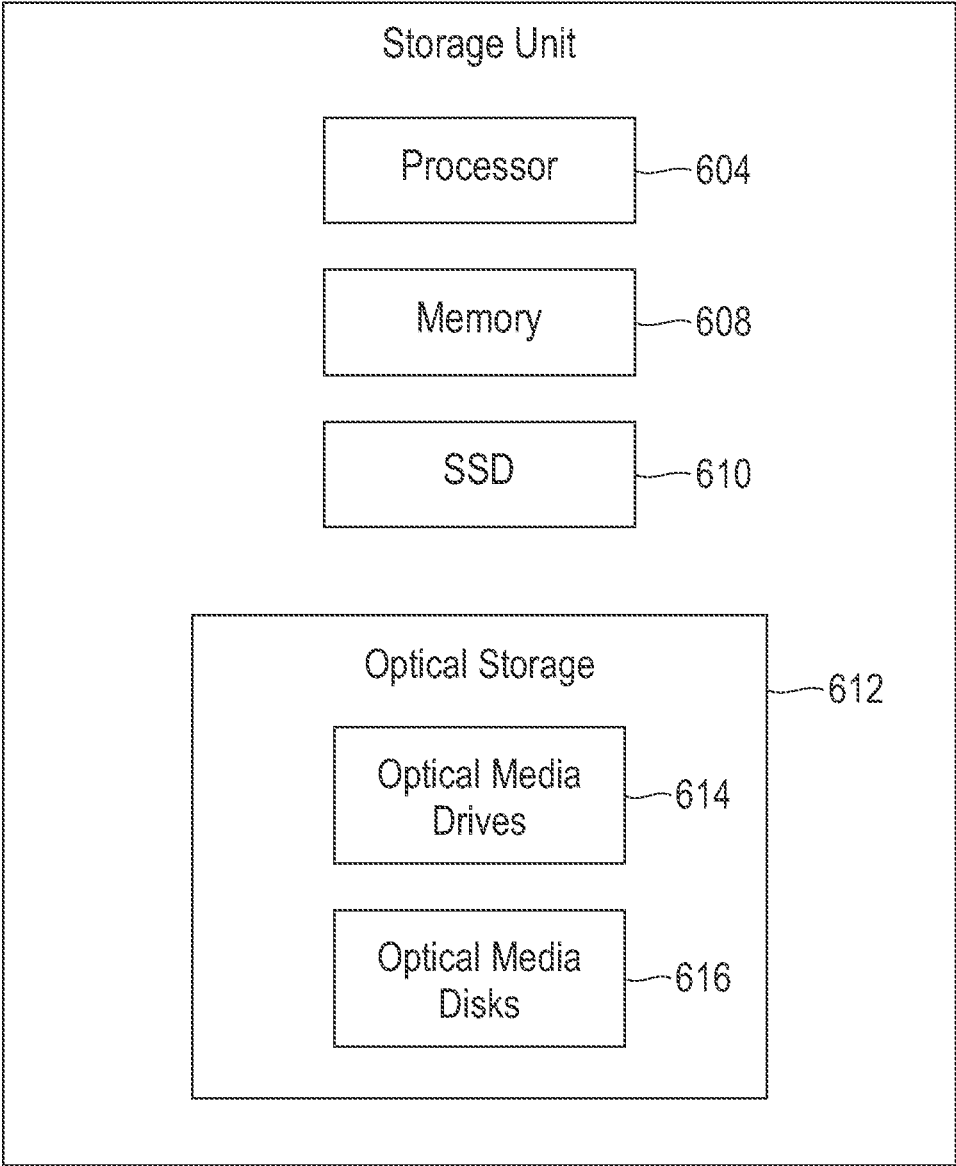 Storage Unit
Processor
604
Memory
608
SSD
610
Optical Storage
612
Optical Media
Drives
614
Optical Media
Disks
616